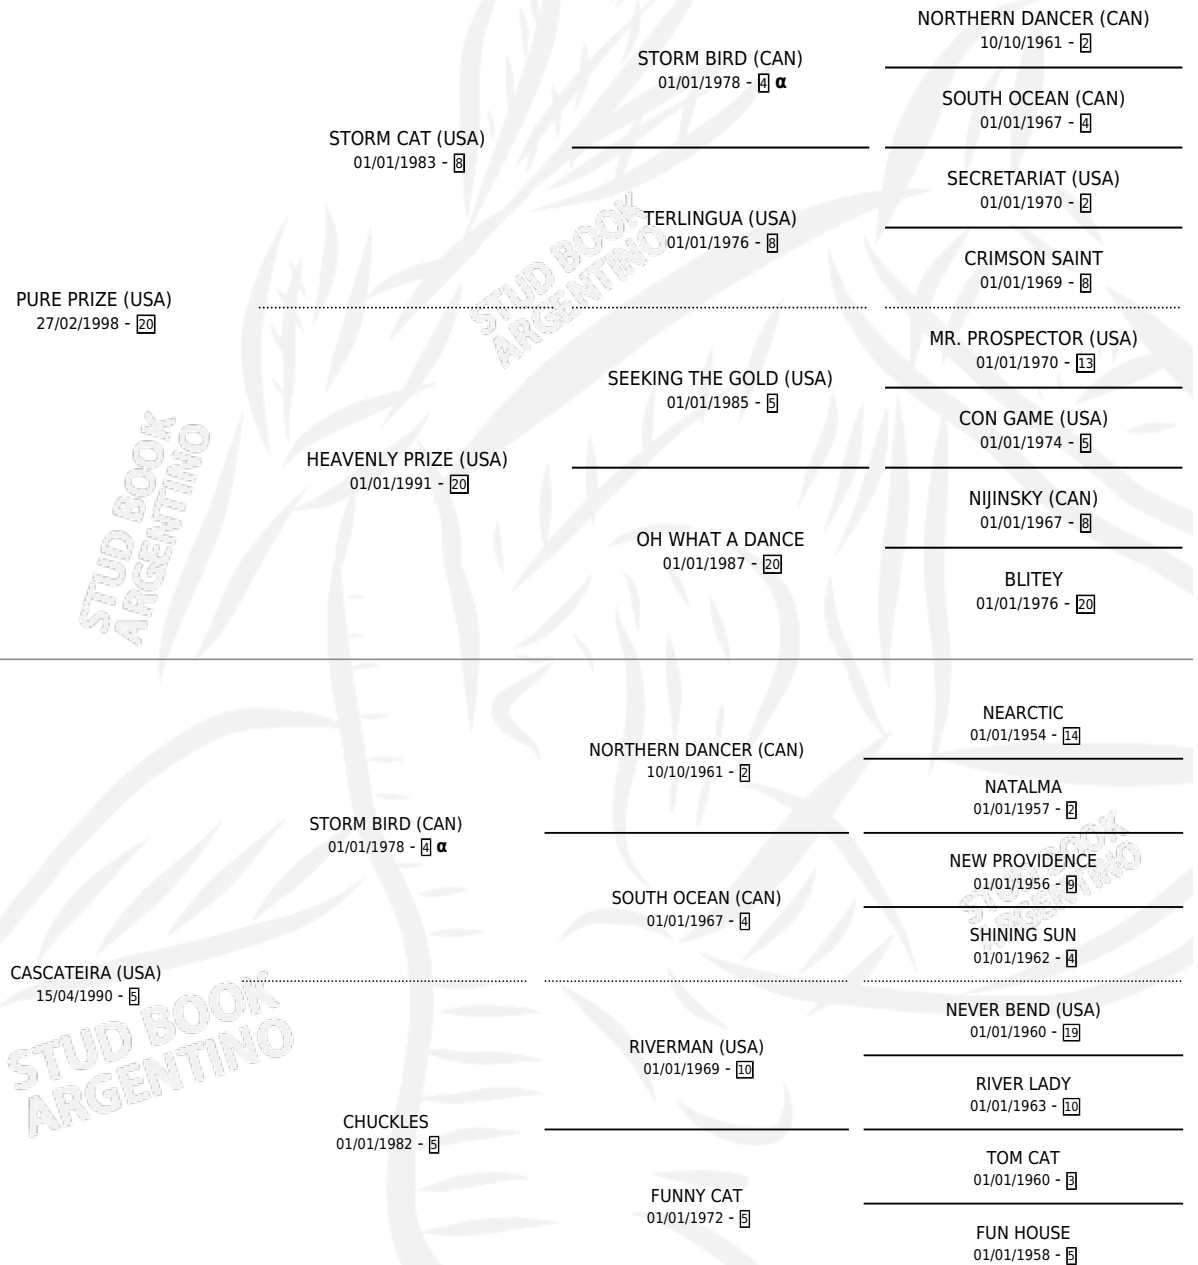 NORTHERN DANCER (CAN)
10/10/1961 - 2
STORM BIRD (CAN)
01/01/1978 - 4 α
SOUTH OCEAN (CAN)
01/01/1967 - 4
STORM CAT (USA)
01/01/1983 - 8
SECRETARIAT (USA)
01/01/1970 - 2
TERLINGUA (USA)
01/01/1976 - 8
CRIMSON SAINT
01/01/1969 - 8
PURE PRIZE (USA)
27/02/1998 - 20
MR. PROSPECTOR (USA)
01/01/1970 - 13
SEEKING THE GOLD (USA)
01/01/1985 - 5
CON GAME (USA)
01/01/1974 - 5
HEAVENLY PRIZE (USA)
01/01/1991 - 20
NIJINSKY (CAN)
01/01/1967 - 8
OH WHAT A DANCE
01/01/1987 - 20
BLITEY
01/01/1976 - 20
STUD BOOK
ARGENTINO
STUD BOOK
ARGENTINO
NEARCTIC
01/01/1954 - 14
NORTHERN DANCER (CAN)
10/10/1961 - 2
NATALMA
01/01/1957 - 2
STORM BIRD (CAN)
01/01/1978 - 4 α
NEW PROVIDENCE
01/01/1956 - 9
SOUTH OCEAN (CAN)
01/01/1967 - 4
SHINING SUN
01/01/1962 - 4
CASCATEIRA (USA)
15/04/1990 - 5
NEVER BEND (USA)
01/01/1960 - 19
RIVERMAN (USA)
01/01/1969 - 10
RIVER LADY
01/01/1963 - 10
CHUCKLES
01/01/1982 - 5
TOM CAT
01/01/1960 - 3
FUNNY CAT
01/01/1972 - 5
FUN HOUSE
01/01/1958 - 5
STUD BOOK
ARGENTINO
STUD BOOK
ARGENTINO